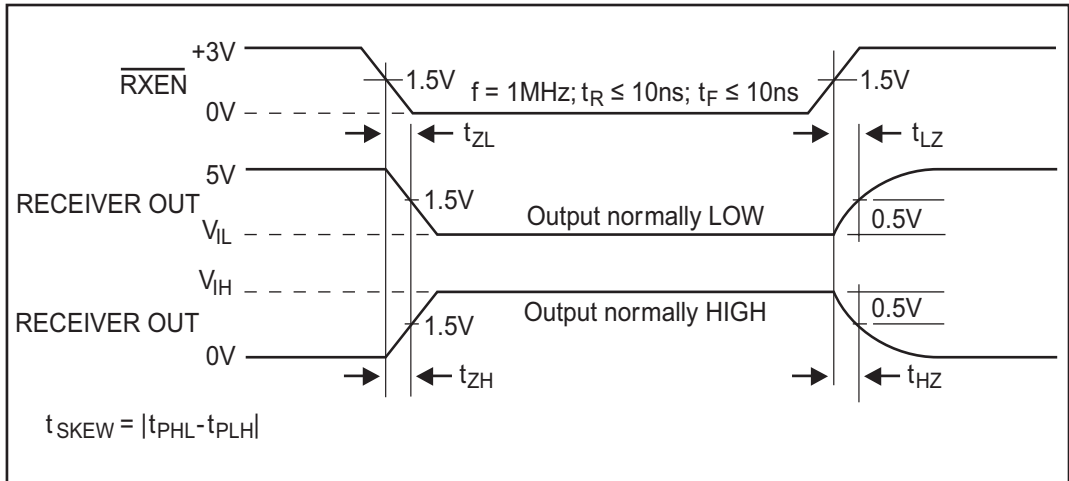 +3V
RXEN
1.5V
f = 1MHz; tR ≤ 10ns; tF ≤ 10ns
1.5V
0V
tZL
tLZ
5V
RECEIVER OUT
1.5V
Output normally LOW
0.5V
VIL
VIH
RECEIVER OUT
1.5V
Output normally HIGH
0.5V
0V
tZH
tHZ
tSKEW = |tPHL-tPLH|